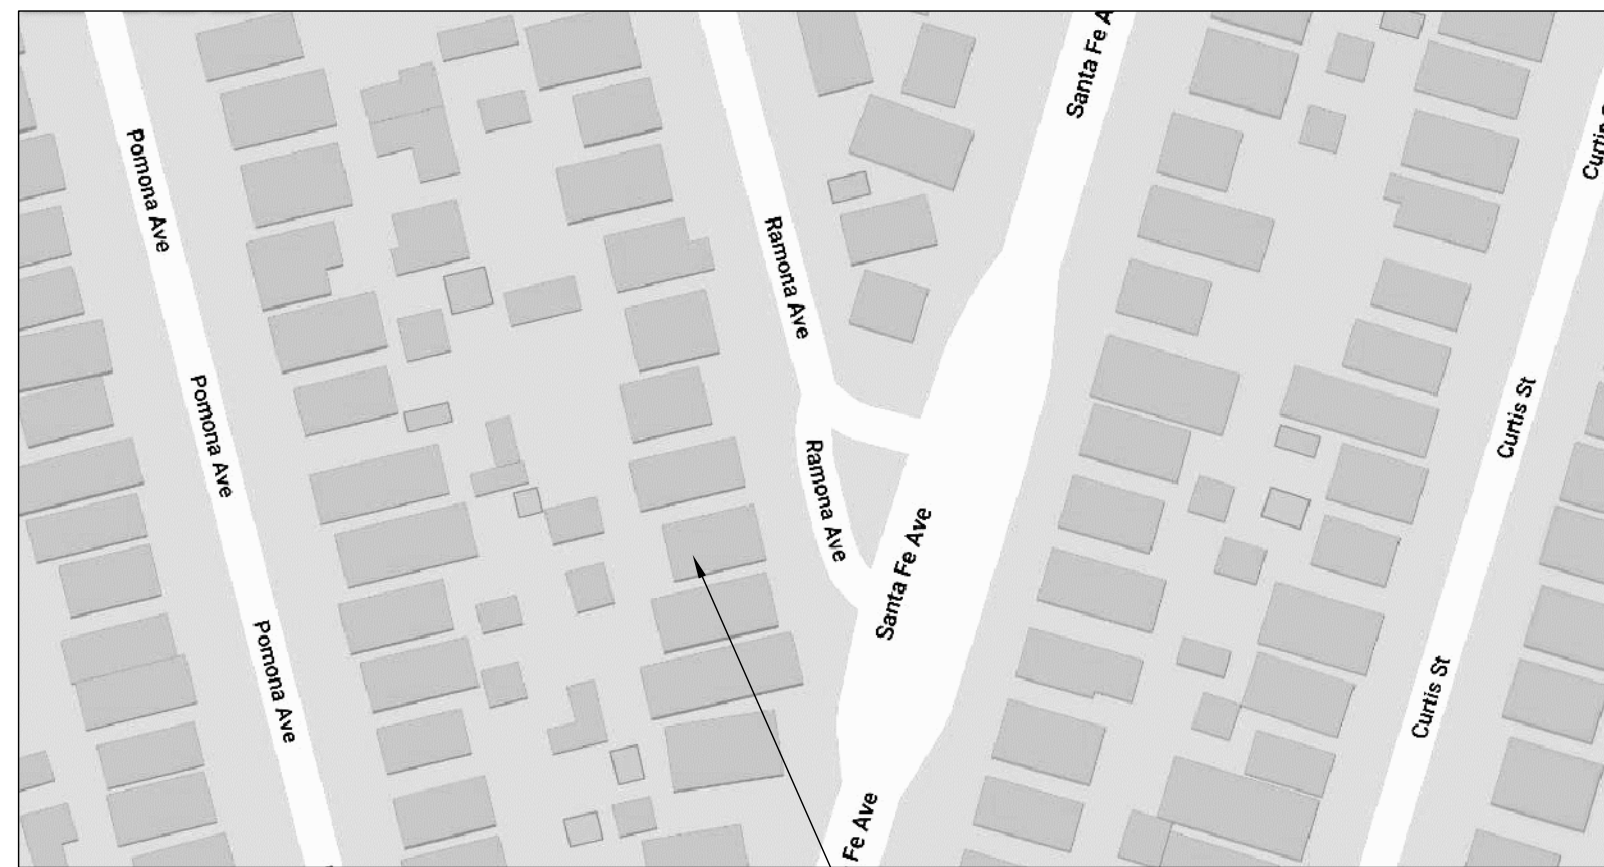 Santa Fe A
Pomona Ave
Curtis
Ramona Ave
Pomona Ave
Curtis St
Ramona Ave
Santa Fe Ave
Pomona Ave
Curtis St
Fe Ave